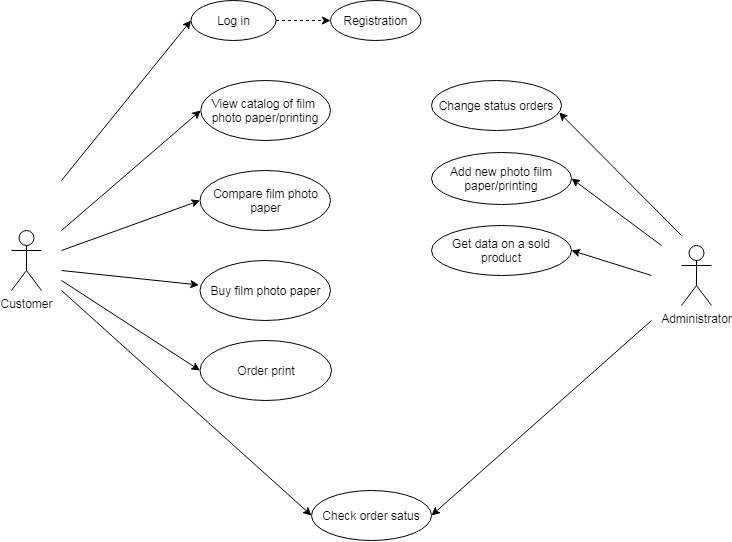 Log in
Registration
View catalog of film
photo paper/printing
Change status orders
Compare film photo
paper
Add new photo film
paper/printing
Get data on a sold
product
Buy film photo paper
Customer
Administrator
Order print
Check order satus